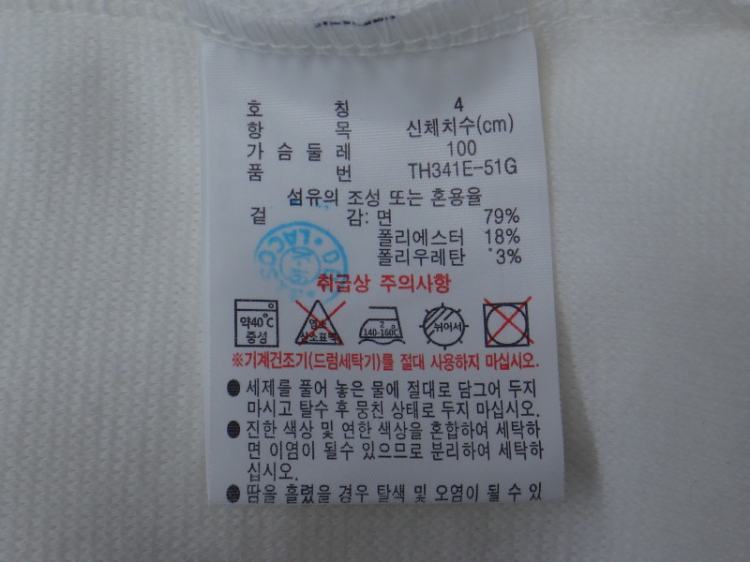 호 칭 4
항 목 신체치수(cm)
가 슴 둘 레 100
품 번 TH341E-51G
섬유의 조성 또는 혼용율
겉 감: 면 79%
폴리에스터 18%
폴리우레탄 3%
LACOS
취급상 주의사항
약40°C 중성
염소 산소표백
2 140-160°C
뉘어서
※기계건조기(드럼세탁기)를 절대 사용하지 마십시오.
● 세제를 풀어 놓은 물에 절대로 담그어 두지
마시고 탈수 후 뭉친 상태로 두지 마십시오.
● 진한 색상 및 연한 색상을 혼합하여 세탁하
면 이염이 될수 있으므로 분리하여 세탁하
십시오.
● 땀을 흘렸을 경우 탈색 및 오염이 될 수 있